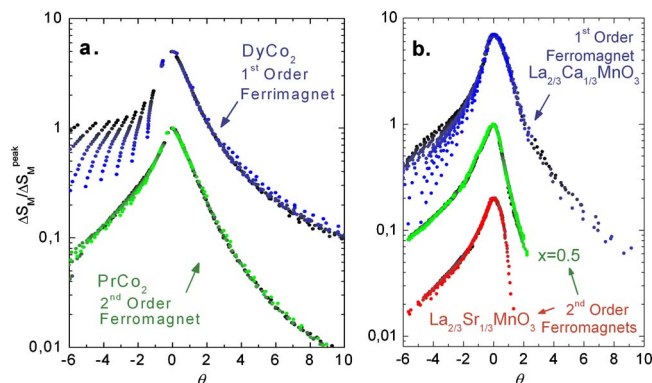 a.
DyCo2
1st Order
Ferrimagnet
PrCo2
2nd Order
Ferromagnet
ΔSM/ΔSMpeak
1
0,1
0,01
-6 -4 -2 0 2 4 6 8 10
θ
b.
1st Order
Ferromagnet
La2/3Ca1/3MnO3
x=0.5
La2/3Sr1/3MnO3
2nd Order
Ferromagnets
1
0,1
0,01
-6 -4 -2 0 2 4 6 8 10
θ